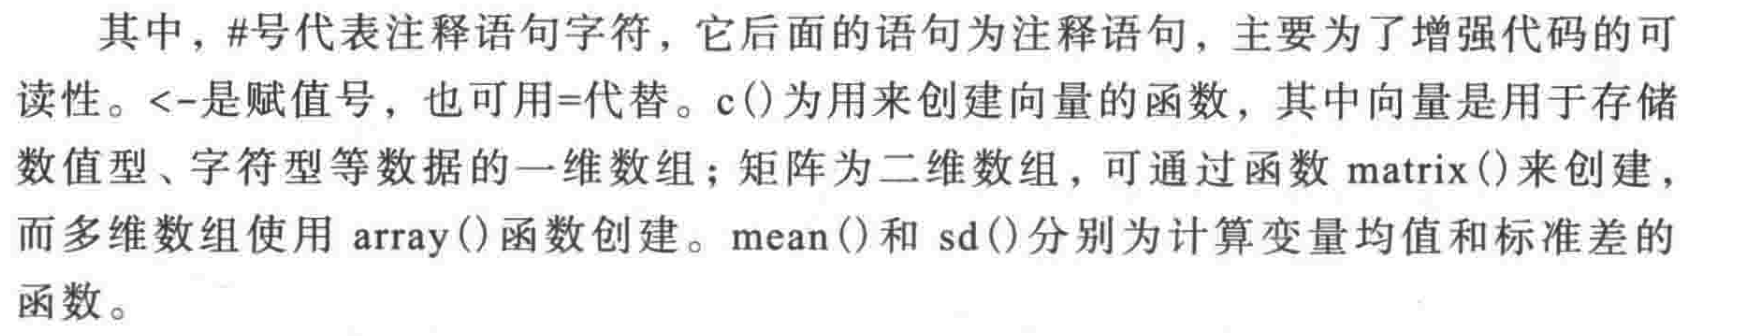 其中，#号代表注释语句字符，它后面的语句为注释语句，主要为了增强代码的可
读性。<-是赋值号，也可用=代替。c()为用来创建向量的函数，其中向量是用于存储
数值型、字符型等数据的一维数组；矩阵为二维数组，可通过函数 matrix()来创建，
而多维数组使用 array()函数创建。mean()和 sd()分别为计算变量均值和标准差的
函数。